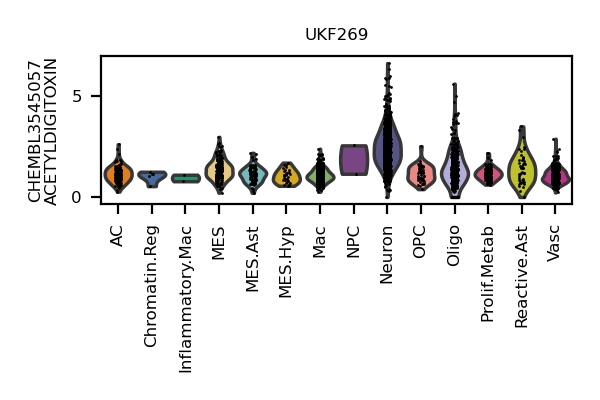 UKF269
CHEMBL3545057
ACETYLDIGITOXIN
5
0
AC
Chromatin.Reg
Inflammatory.Mac
MES
MES.Ast
MES.Hyp
Mac
NPC
Neuron
OPC
Oligo
Prolif.Metab
Reactive.Ast
Vasc